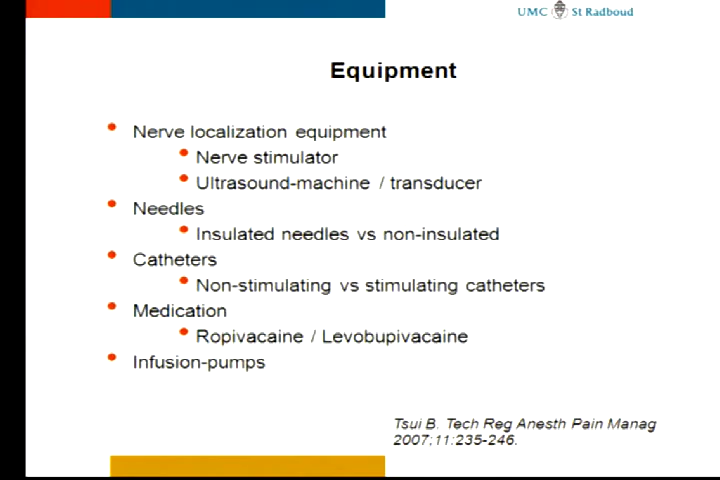 UMC St Radboud
Equipment
• Nerve localization equipment
• Nerve stimulator
• Ultrasound-machine / transducer
• Needles
• Insulated needles vs non-insulated
• Catheters
• Non-stimulating vs stimulating catheters
• Medication
• Ropivacaine / Levobupivacaine
• Infusion-pumps
Tsui B. Tech Reg Anesth Pain Manag
2007;11:235-246.